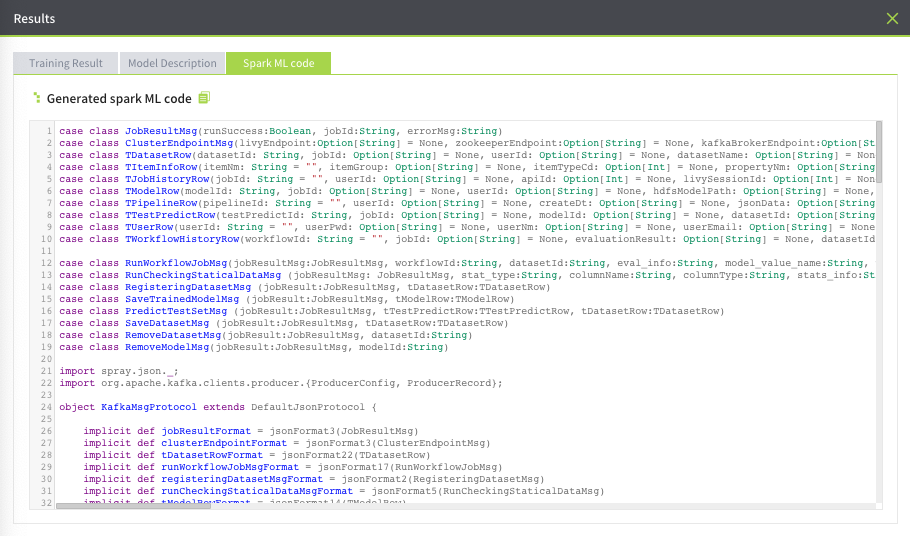 Results
Training Result Model Description Spark ML code
Generated spark ML code
1 case class JobResultMsg(runSuccess:Boolean, jobId:String, errorMsg:String)
2 case class ClusterEndpointMsg(livyEndpoint:Option[String] = None, zookeeperEndpoint:Option[String] = None, kafkaBrokerEndpoint:Option[St
3 case class TDatasetRow(datasetId: String, jobId: Option[String] = None, userId: Option[String] = None, datasetName: Option[String] = Non
4 case class TItemInfoRow(itemNm: String = "", itemGroup: Option[String] = None, itemTypeCd: Option[Int] = None, propertyNm: Option[String
5 case class TJobHistoryRow(jobId: String = "", userId: Option[String] = None, apiId: Option[Int] = None, livySessionId: Option[Int] = Non
6 case class TModelRow(modelId: String, jobId: Option[String] = None, userId: Option[String] = None, hdfsModelPath: Option[String] = None,
7 case class TPipelineRow(pipelineId: String = "", userId: Option[String] = None, createDt: Option[String] = None, jsonData: Option[String
8 case class TTestPredictRow(testPredictId: String, jobId: Option[String] = None, modelId: Option[String] = None, datasetId: Option[String
9 case class TUserRow(userId: String = "", userPwd: Option[String] = None, userNm: Option[String] = None, userEmail: Option[String] = None
10 case class TWorkflowHistoryRow(workflowId: String = "", jobId: Option[String] = None, evaluationResult: Option[String] = None, datasetId
11
12 case class RunWorkflowJobMsg(jobResultMsg:JobResultMsg, workflowId:String, datasetId:String, eval_info:String, model_value_name:String,
13 case class RunCheckingStaticalDataMsg (jobResultMsg: JobResultMsg, stat_type:String, columnName:String, columnType:String, stats_info:St
14 case class RegisteringDatasetMsg (jobResult:JobResultMsg, tDatasetRow:TDatasetRow)
15 case class SaveTrainedModelMsg (jobResult:JobResultMsg, tModelRow:TModelRow)
16 case class PredictTestSetMsg (jobResult:JobResultMsg, tTestPredictRow:TTestPredictRow, tDatasetRow:TDatasetRow)
17 case class SaveDatasetMsg (jobResult:JobResultMsg, tDatasetRow:TDatasetRow)
18 case class RemoveDatasetMsg(jobResult:JobResultMsg, datasetId:String)
19 case class RemoveModelMsg(jobResult:JobResultMsg, modelId:String)
20
21 import spray.json._;
22 import org.apache.kafka.clients.producer.{ProducerConfig, ProducerRecord};
23
24 object KafkaMsgProtocol extends DefaultJsonProtocol {
25
26 implicit def jobResultFormat = jsonFormat3(JobResultMsg)
27 implicit def clusterEndpointFormat = jsonFormat3(ClusterEndpointMsg)
28 implicit def tDatasetRowFormat = jsonFormat22(TDatasetRow)
29 implicit def runWorkflowJobMsgFormat = jsonFormat17(RunWorkflowJobMsg)
30 implicit def registeringDatasetMsgFormat = jsonFormat2(RegisteringDatasetMsg)
31 implicit def runCheckingStaticalDataMsgFormat = jsonFormat5(RunCheckingStaticalDataMsg)
32 implicit def tModelRowFormat = jsonFormat14(TModelRow)